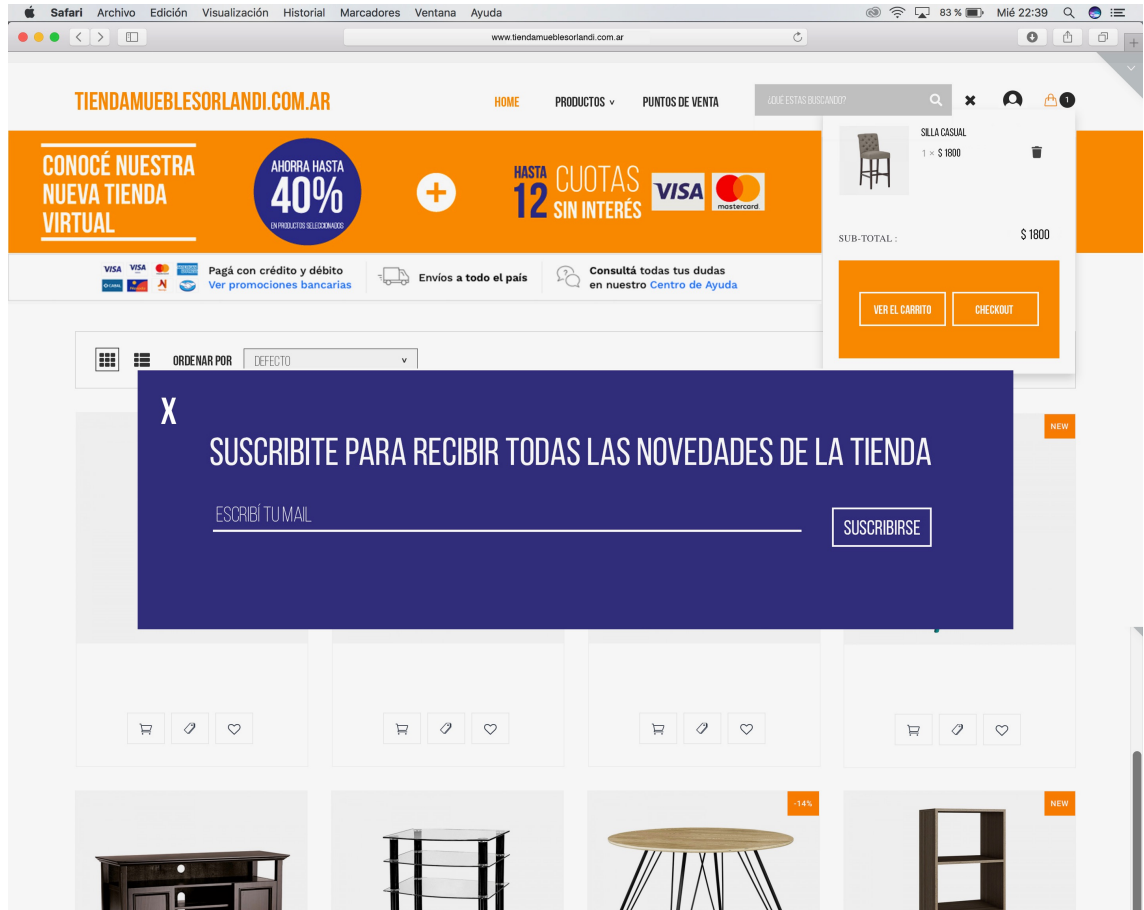 Safari Archivo Edición Visualización Historial Marcadores Ventana Ayuda 83 % Mié 22:39
www.tiendamueblesorlandi.com.ar
TIENDAMUEBLESORLANDI.COM.AR
HOME PRODUCTOS PUNTOS DE VENTA
¿QUÉ ESTAS BUSCANDO?
1
CONOCÉ NUESTRA
NUEVA TIENDA
VIRTUAL
AHORRA HASTA
40%
EN PRODUCTOS SELECCIONADOS
+
HASTA
12
CUOTAS
SIN INTERÉS
VISA
mastercard.
SILLA CASUAL
1 × $ 1800
SUB-TOTAL :
$ 1800
VER EL CARRITO
CHECKOUT
VISA VISA
Pagá con crédito y débito
Ver promociones bancarias
Envíos a todo el país
Consultá todas tus dudas
en nuestro Centro de Ayuda
ORDENAR POR
DEFECTO
X
SUSCRIBITE PARA RECIBIR TODAS LAS NOVEDADES DE LA TIENDA
ESCRIBÍ TU MAIL
SUSCRIBIRSE
NEW
-14%
NEW